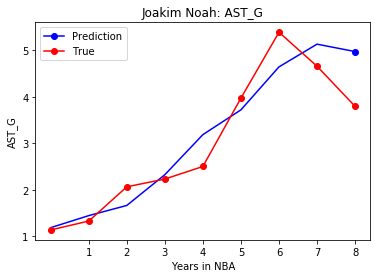 Joakim Noah: AST_G
Prediction
True
AST_G
5
4
3
2
1
1 2 3 4 5 6 7 8
Years in NBA